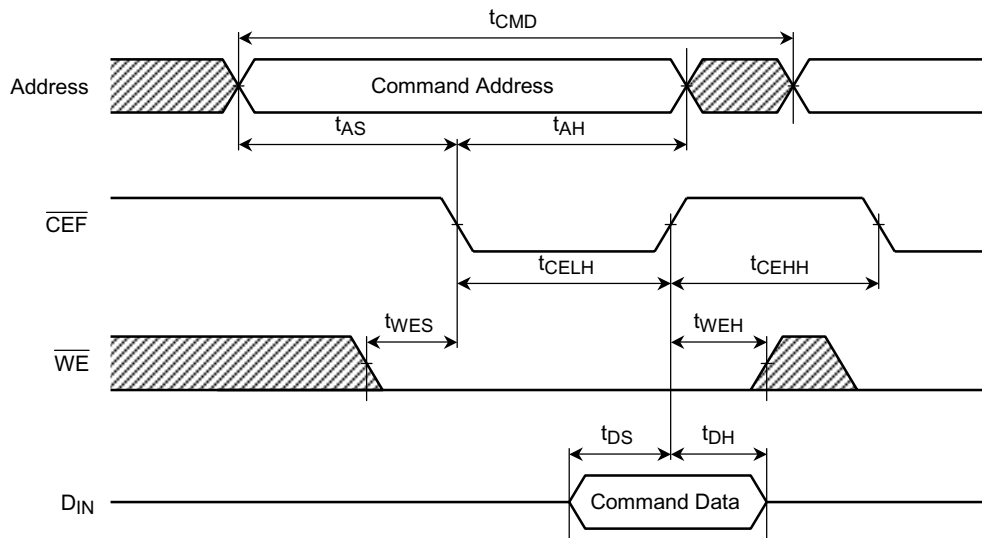 tCMD
Address
Command Address
tAS
tAH
CEF
tCELH
tCEHH
tWES
tWEH
WE
tDS
tDH
DIN
Command Data